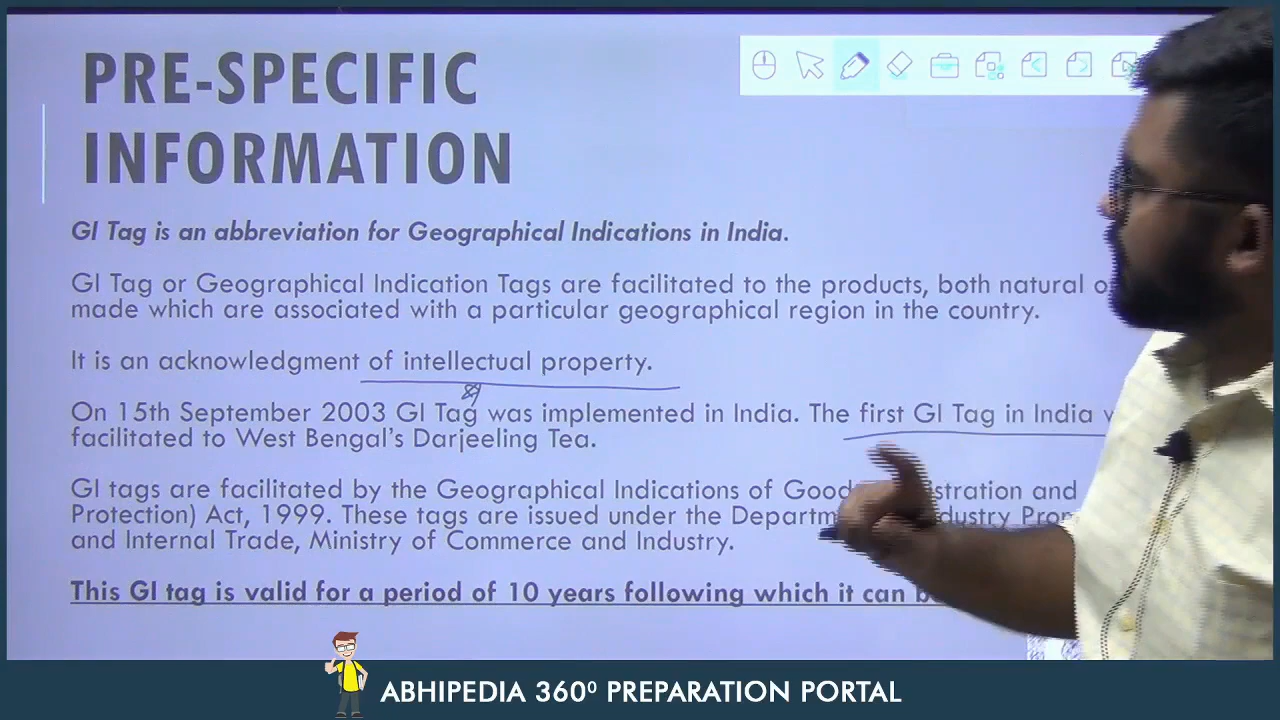 PRE-SPECIFIC
INFORMATION
GI Tag is an abbreviation for Geographical Indications in India.
GI Tag or Geographical Indication Tags are facilitated to the products, both natural
made which are associated with a particular geographical region in the country.
It is an acknowledgment of intellectual property.
On 15th September 2003 GI Tag was implemented in India. The first GI Tag in India
facilitated to West Bengal's Darjeeling Tea.
GI tags are facilitated by the Geographical Indications of and
Protection) Act, 1999. These tags are issued under the
and Internal Trade, Ministry of Commerce and Industry.
This GI tag is valid for a period of 10 years following which it can
ABHIPEDIA 360⁰ PREPARATION PORTAL